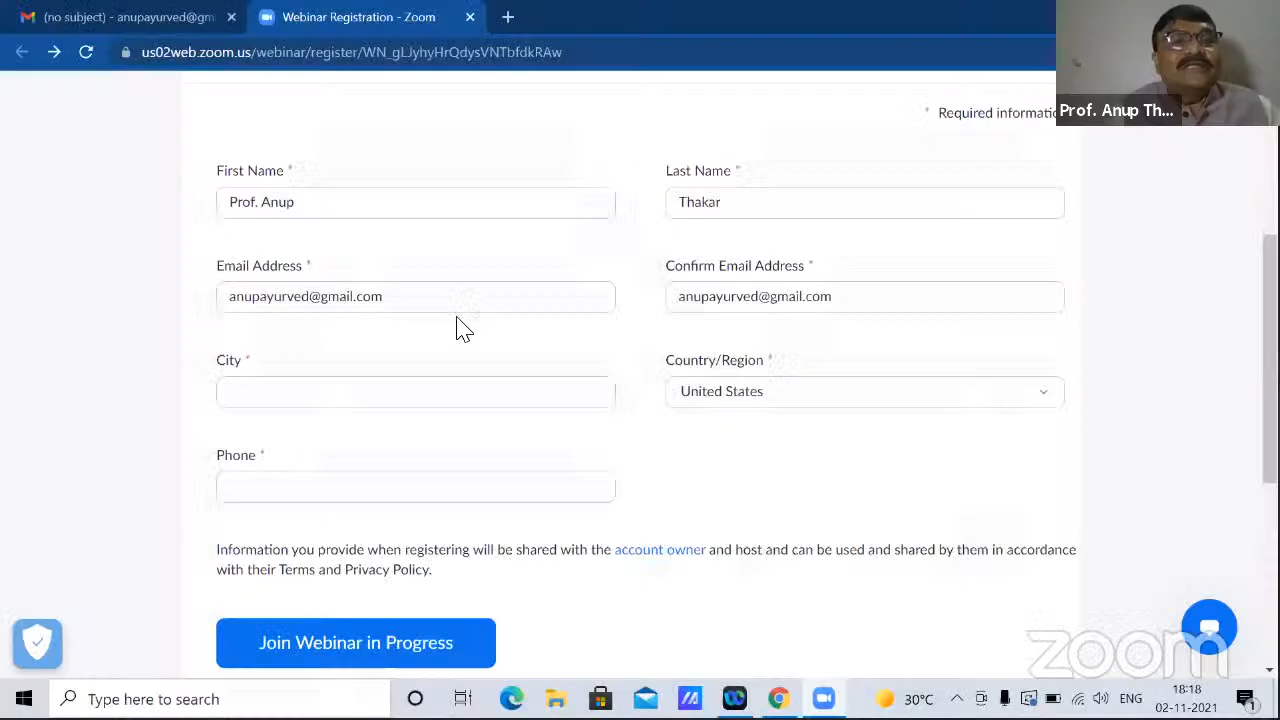 (no subject) - anupayurved@gm
Webinar Registration - Zoom
us02web.zoom.us/webinar/register/WN_gLJyhyHrQdysVNTbfdkRAw
Prof. Anup Th...
* Required informatio
First Name *
Last Name *
Prof. Anup
Thakar
Email Address *
Confirm Email Address *
anupayurved@gmail.com
anupayurved@gmail.com
City *
Country/Region *
United States
Phone *
Information you provide when registering will be shared with the account owner and host and can be used and shared by them in accordance
with their Terms and Privacy Policy.
Join Webinar in Progress
zoom
Type here to search
30°C
ENG
18:18
02-11-2021
1